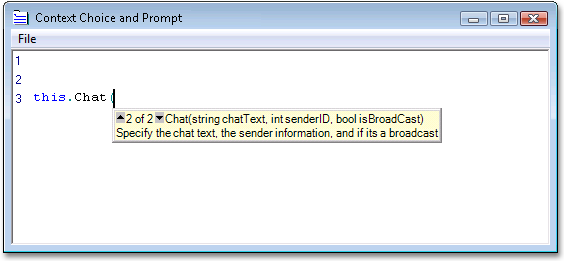 Context Choice and Prompt
File
1
2
3 this.Chat(
2 of 2 Chat(string chatText, int senderID, bool isBroadCast)
Specify the chat text, the sender information, and if its a broadcast